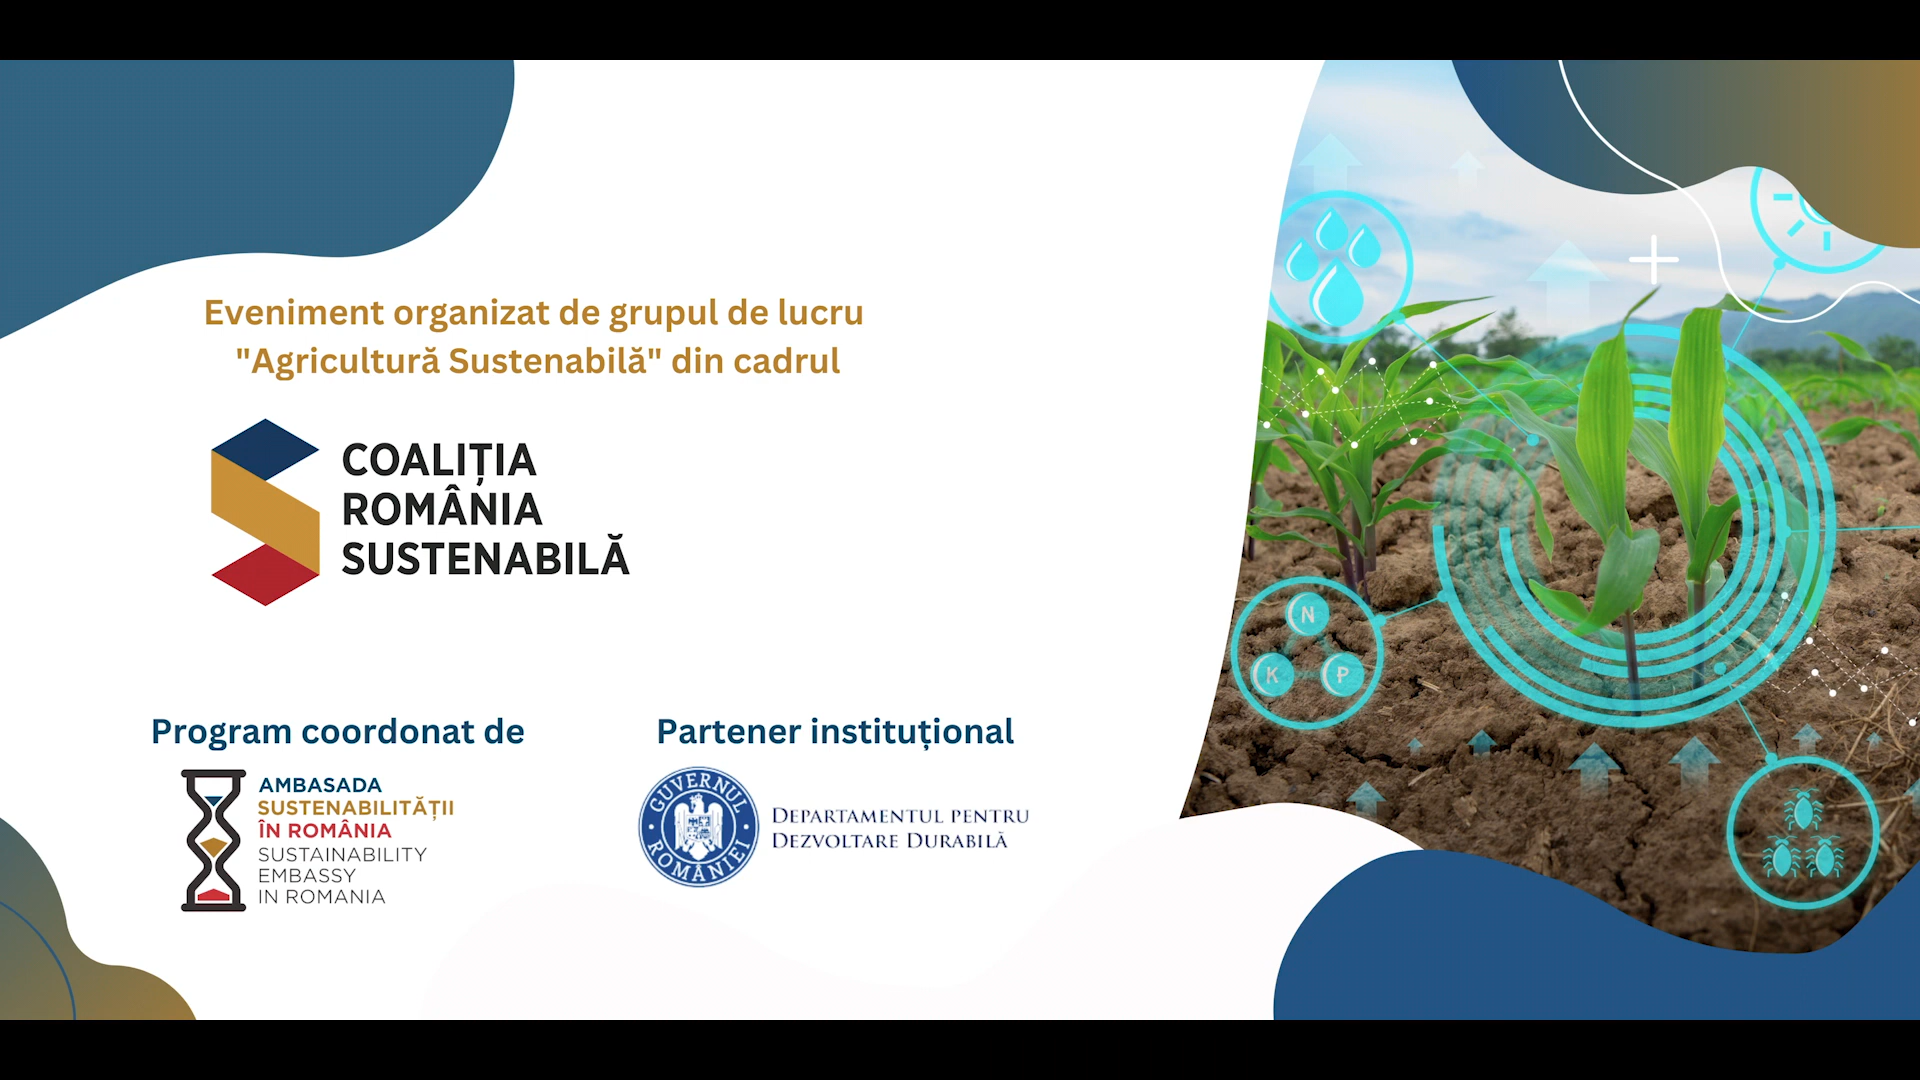 Eveniment organizat de grupul de lucru
"Agricultură Sustenabilă" din cadrul
COALIȚIA
ROMÂNIA
SUSTENABILĂ
Program coordonat de
AMBASADA
SUSTENABILITĂȚII
ÎN ROMÂNIA
SUSTAINABILITY
EMBASSY
IN ROMANIA
Partener instituțional
GUVERNUL
ROMÂNIEI
DEPARTAMENTUL PENTRU
DEZVOLTARE DURABILĂ
N
K
P